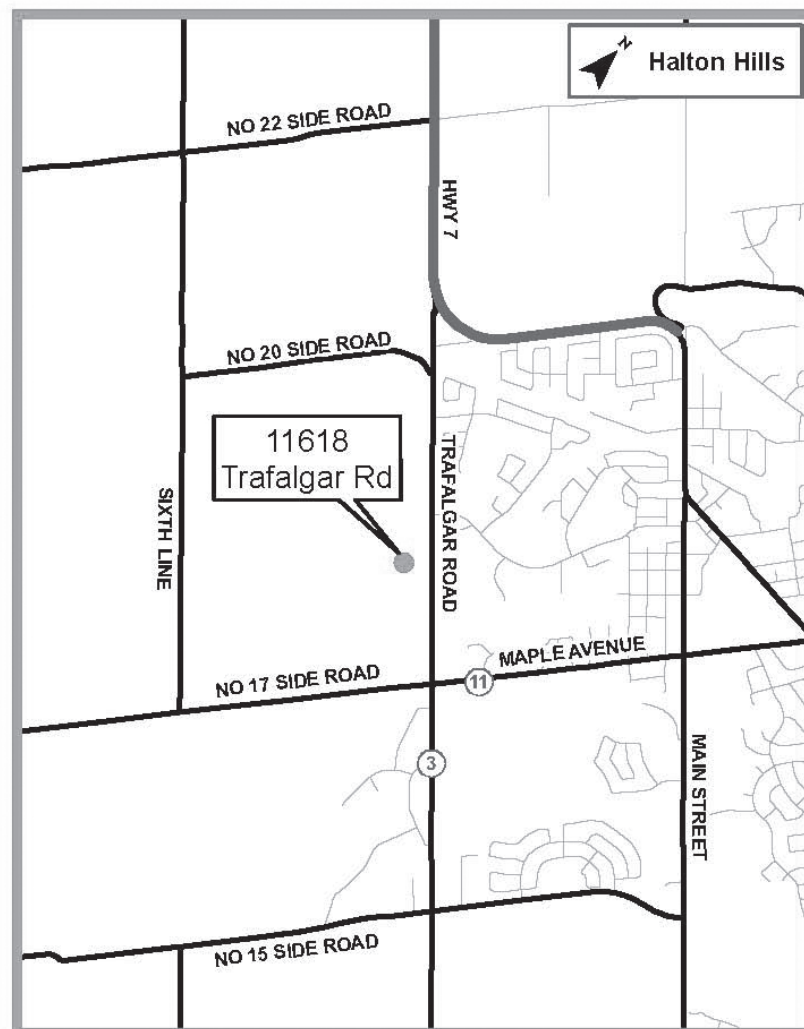 N
Halton Hills
NO 22 SIDE ROAD
HWY 7
NO 20 SIDE ROAD
11618
Trafalgar Rd
TRAFALGAR ROAD
SIXTH LINE
MAPLE AVENUE
NO 17 SIDE ROAD
11
3
MAIN STREET
NO 15 SIDE ROAD